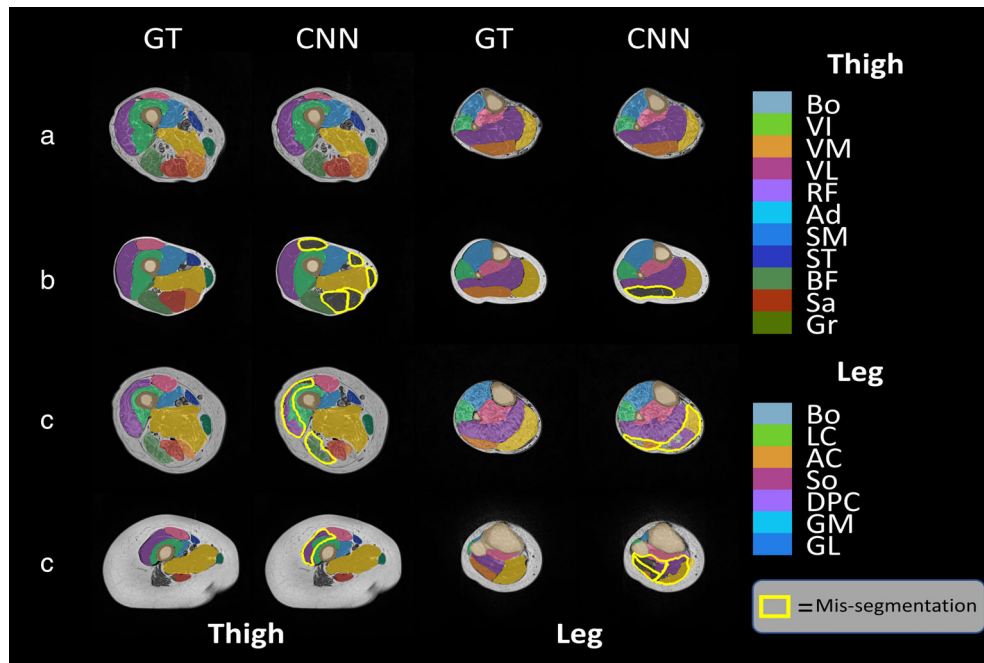 GT CNN GT CNN
Thigh
a
Bo
VI
VM
VL
RF
Ad
SM
ST
BF
Sa
Gr
b
Leg
c
Bo
LC
AC
So
DPC
GM
GL
c
= Mis-segmentation
Thigh Leg